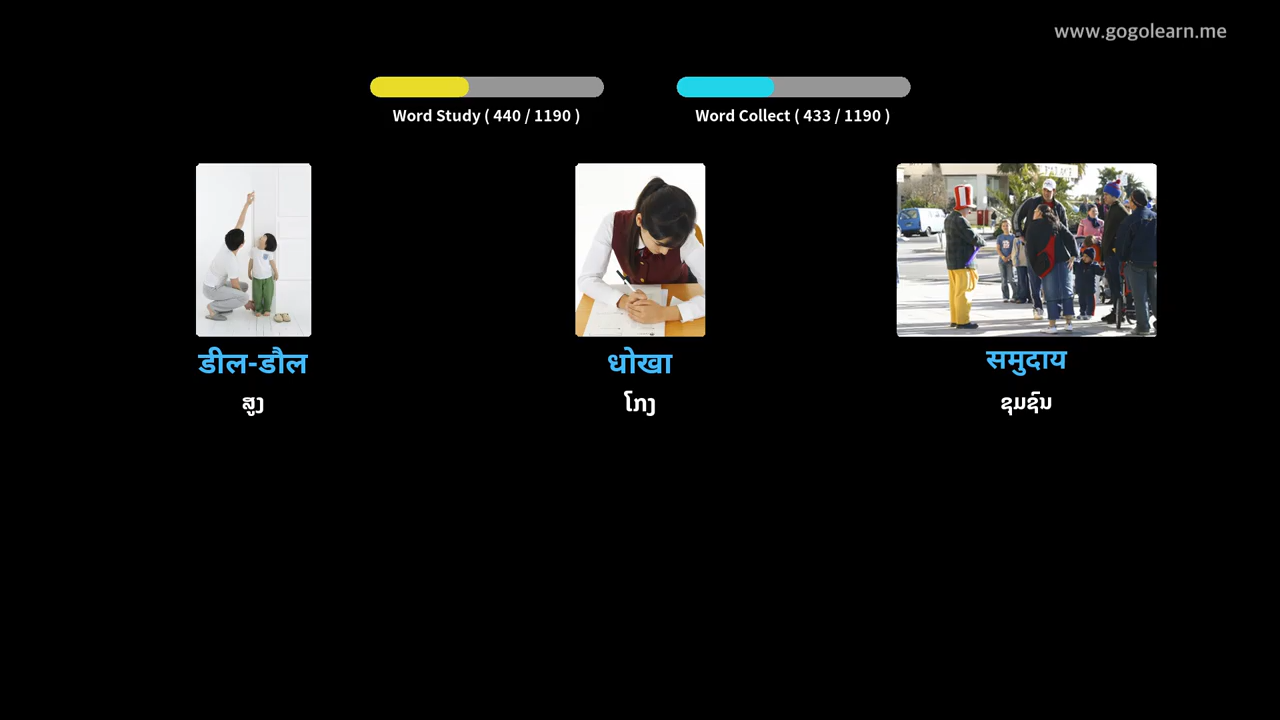 www.gogolearn.me
Word Study ( 440 / 1190 )
Word Collect ( 433 / 1190 )
डील-डौल
धोखा
समुदाय
ສູງ
ໂກງ
ຊຸມຊົນ